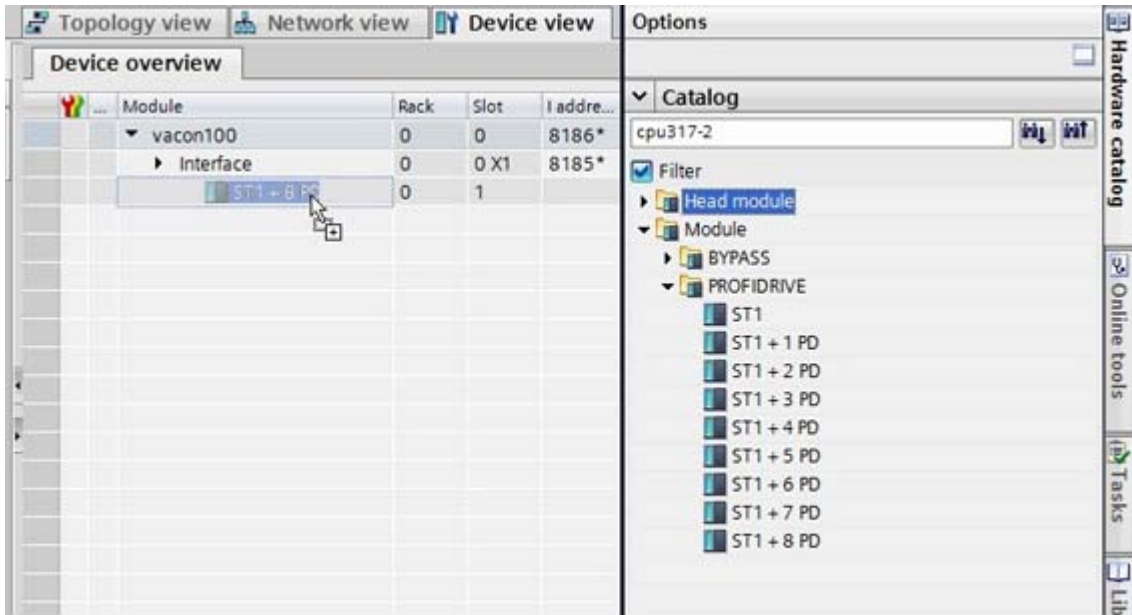 Topology view Network view Device view
Device overview
... Module Rack Slot I addre...
vacon100 0 0 8186*
Interface 0 0 X1 8185*
ST1 + 8 PD 0 1
Options
Catalog
cpu317-2
Filter
Head module
Module
BYPASS
PROFIDRIVE
ST1
ST1 + 1 PD
ST1 + 2 PD
ST1 + 3 PD
ST1 + 4 PD
ST1 + 5 PD
ST1 + 6 PD
ST1 + 7 PD
ST1 + 8 PD
Hardware catalog
Online tools
Tasks
Lib